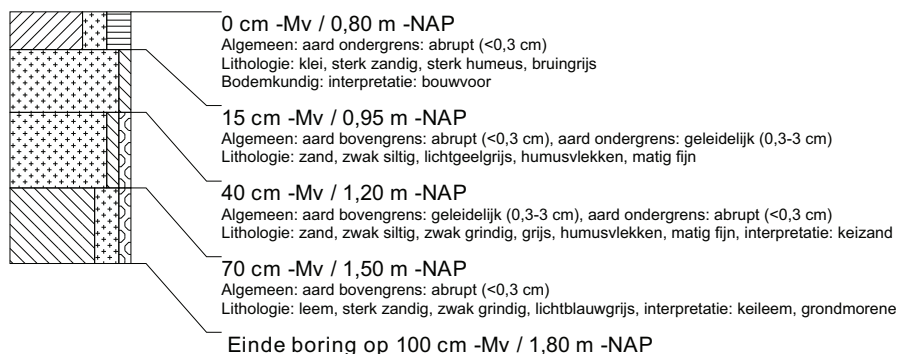 0 cm -Mv / 0,80 m -NAP
Algemeen: aard ondergrens: abrupt (<0,3 cm)
Lithologie: klei, sterk zandig, sterk humeus, bruingrijs
Bodemkundig: interpretatie: bouwvoor
15 cm -Mv / 0,95 m -NAP
Algemeen: aard bovengrens: abrupt (<0,3 cm), aard ondergrens: geleidelijk (0,3-3 cm)
Lithologie: zand, zwak siltig, lichtgeelgrijs, humusvlekken, matig fijn
40 cm -Mv / 1,20 m -NAP
Algemeen: aard bovengrens: geleidelijk (0,3-3 cm), aard ondergrens: abrupt (<0,3 cm)
Lithologie: zand, zwak siltig, zwak grindig, grijs, humusvlekken, matig fijn, interpretatie: keizand
70 cm -Mv / 1,50 m -NAP
Algemeen: aard bovengrens: abrupt (<0,3 cm)
Lithologie: leem, sterk zandig, zwak grindig, lichtblauwgrijs, interpretatie: keileem, grondmorene
Einde boring op 100 cm -Mv / 1,80 m -NAP